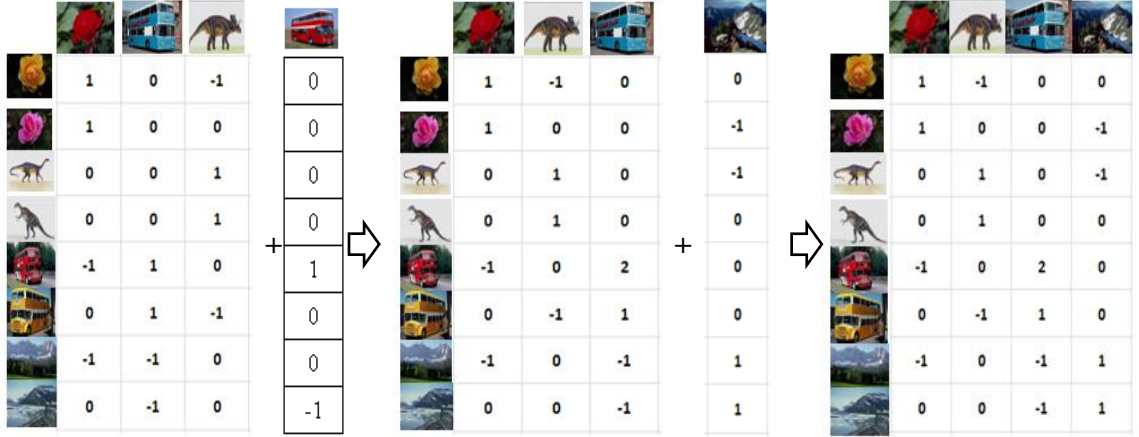 1 0 -1 0 1 -1 0 0 1 -1 0 0
1 0 0 0 1 0 0 -1 1 0 0 -1
0 0 1 0 0 1 0 -1 0 1 0 -1
0 0 1 0 0 1 0 0 0 1 0 0
+ +
-1 1 0 1 -1 0 2 0 -1 0 2 0
0 1 -1 0 0 -1 1 0 0 -1 1 0
-1 -1 0 0 -1 0 -1 1 -1 0 -1 1
0 -1 0 -1 0 0 -1 1 0 0 -1 1